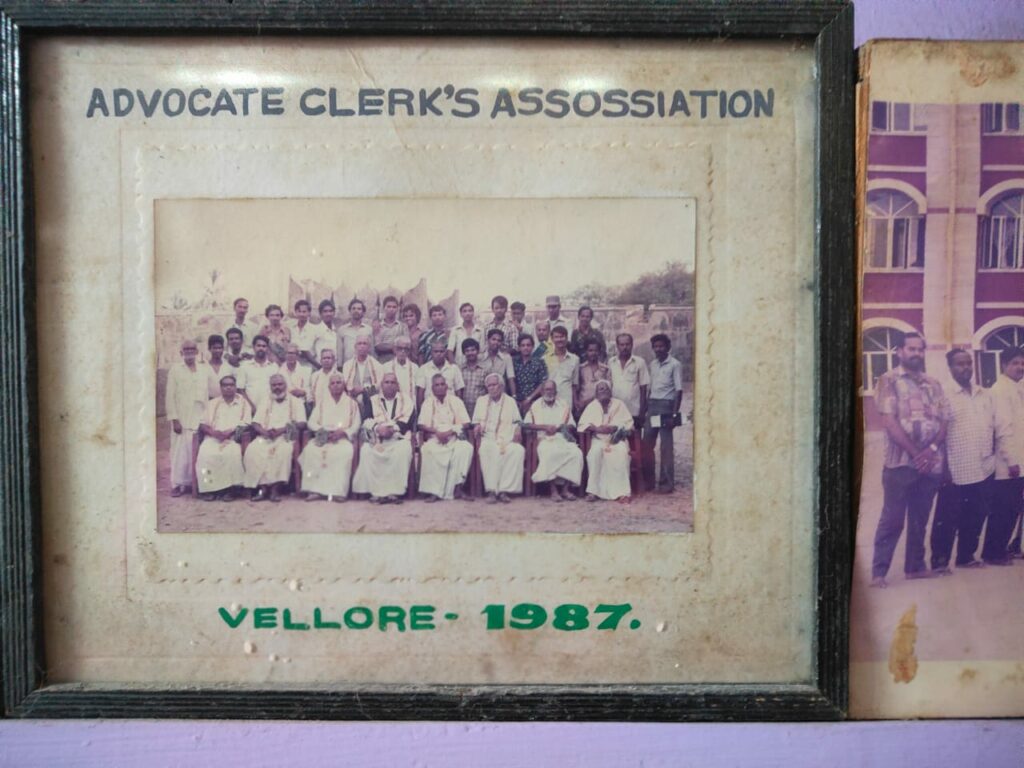 ADVOCATE CLERK'S ASSOSSIATION
VELLORE - 1987.